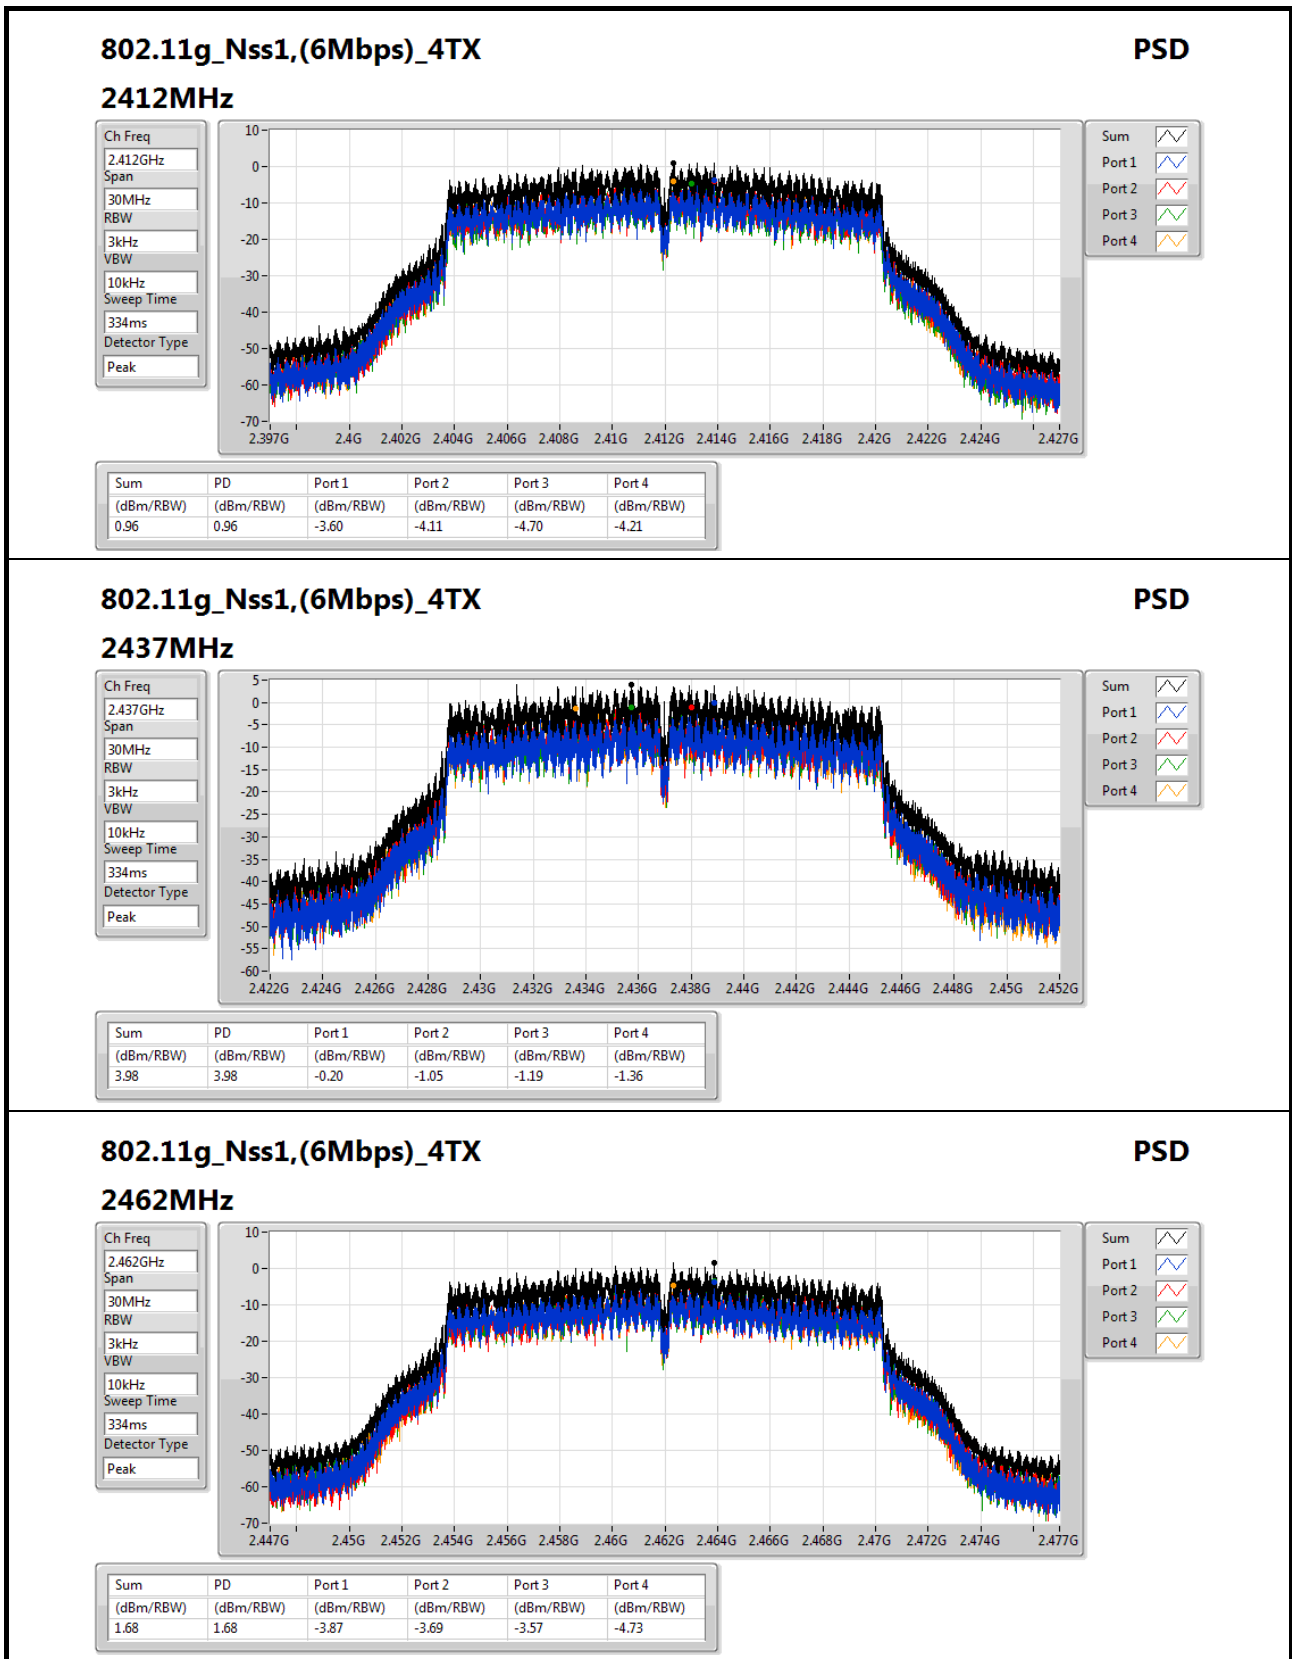 802.11g_Nss1,(6Mbps)_4TX PSD
2412MHz
Ch Freq
2.412GHz
Span
30MHz
RBW
3kHz
VBW
10kHz
Sweep Time
334ms
Detector Type
Peak
10
0
-10
-20
-30
-40
-50
-60
-70
2.397G 2.4G 2.402G 2.404G 2.406G 2.408G 2.41G 2.412G 2.414G 2.416G 2.418G 2.42G 2.422G 2.424G 2.427G
Sum
Port 1
Port 2
Port 3
Port 4
Sum PD Port 1 Port 2 Port 3 Port 4
(dBm/RBW) (dBm/RBW) (dBm/RBW) (dBm/RBW) (dBm/RBW) (dBm/RBW)
0.96 0.96 -3.60 -4.11 -4.70 -4.21
802.11g_Nss1,(6Mbps)_4TX PSD
2437MHz
Ch Freq
2.437GHz
Span
30MHz
RBW
3kHz
VBW
10kHz
Sweep Time
334ms
Detector Type
Peak
5
0
-5
-10
-15
-20
-25
-30
-35
-40
-45
-50
-55
-60
2.422G 2.424G 2.426G 2.428G 2.43G 2.432G 2.434G 2.436G 2.438G 2.44G 2.442G 2.444G 2.446G 2.448G 2.45G 2.452G
Sum
Port 1
Port 2
Port 3
Port 4
Sum PD Port 1 Port 2 Port 3 Port 4
(dBm/RBW) (dBm/RBW) (dBm/RBW) (dBm/RBW) (dBm/RBW) (dBm/RBW)
3.98 3.98 -0.20 -1.05 -1.19 -1.36
802.11g_Nss1,(6Mbps)_4TX PSD
2462MHz
Ch Freq
2.462GHz
Span
30MHz
RBW
3kHz
VBW
10kHz
Sweep Time
334ms
Detector Type
Peak
10
0
-10
-20
-30
-40
-50
-60
-70
2.447G 2.45G 2.452G 2.454G 2.456G 2.458G 2.46G 2.462G 2.464G 2.466G 2.468G 2.47G 2.472G 2.474G 2.477G
Sum
Port 1
Port 2
Port 3
Port 4
Sum PD Port 1 Port 2 Port 3 Port 4
(dBm/RBW) (dBm/RBW) (dBm/RBW) (dBm/RBW) (dBm/RBW) (dBm/RBW)
1.68 1.68 -3.87 -3.69 -3.57 -4.73